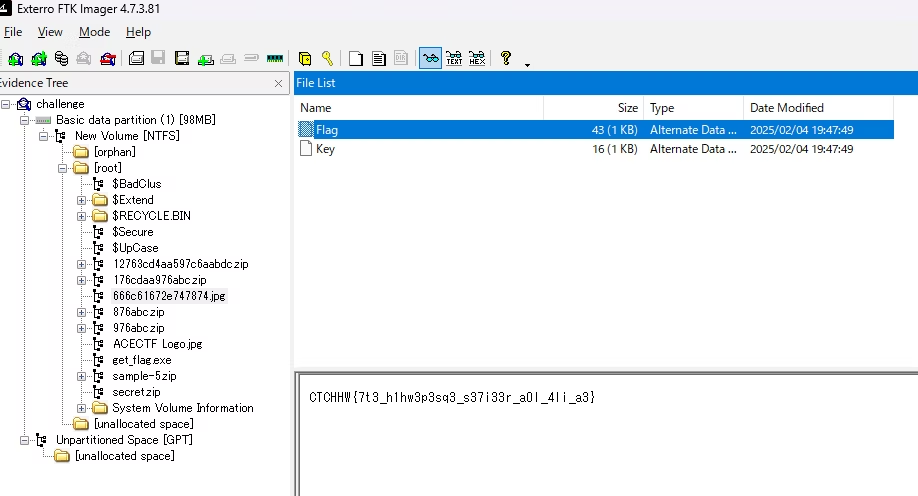 Exterro FTK Imager 4.7.3.81
File View Mode Help
Evidence Tree
File List
challenge
Basic data partition (1) [98MB]
New Volume [NTFS]
[orphan]
[root]
$BadClus
$Extend
$RECYCLE.BIN
$Secure
$UpCase
12763cd4aa597c6aabdc.zip
176cdaa976abc.zip
666c61672e747874.jpg
876abc.zip
976abc.zip
ACECTF Logo.jpg
get_flag.exe
sample-5.zip
secret.zip
System Volume Information
[unallocated space]
Unpartitioned Space [GPT]
[unallocated space]
Name Size Type Date Modified
Flag 43 (1 KB) Alternate Data ... 2025/02/04 19:47:49
Key 16 (1 KB) Alternate Data ... 2025/02/04 19:47:49
CTCHHW{7t3_h1hw3p3sq3_s37i33r_a0l_4li_a3}